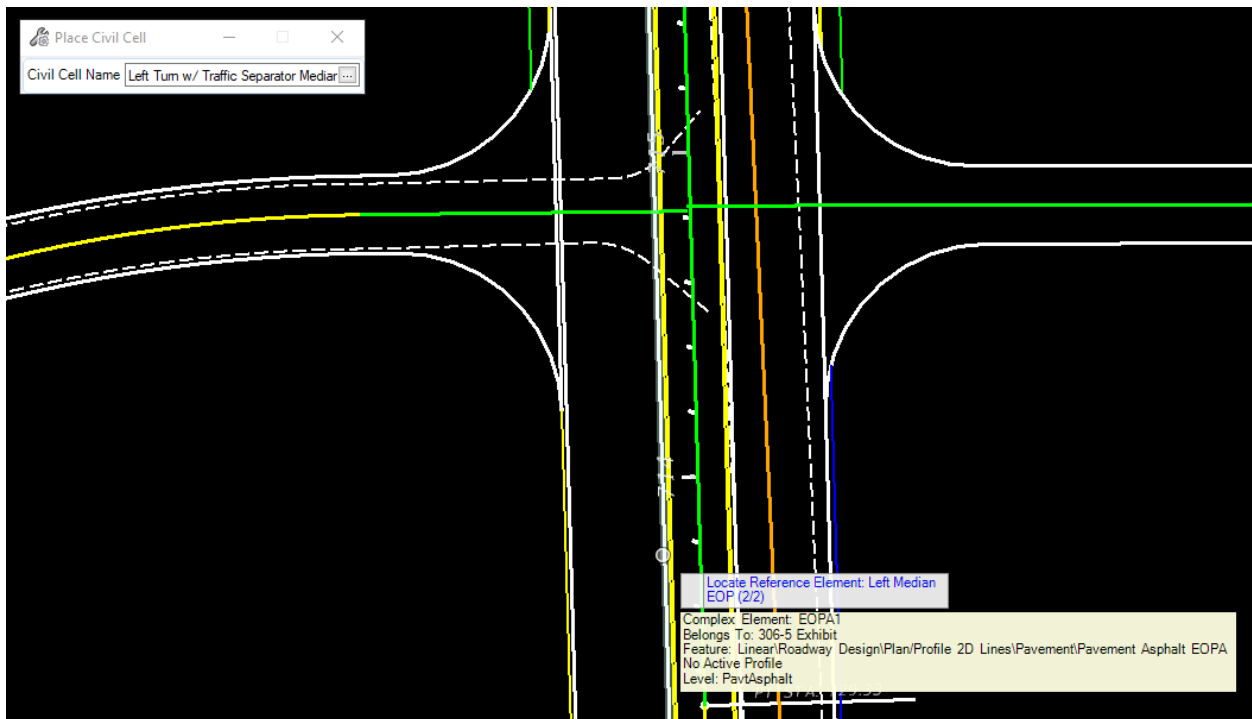 Place Civil Cell
Civil Cell Name Left Turn w/ Traffic Separator Mediar ...
Locate Reference Element: Left Median
EOP (2/2)
Complex Element: EOPA1
Belongs To: 306-5 Exhibit
Feature: Linear\Roadway Design\Plan/Profile 2D Lines\Pavement\Pavement Asphalt EOPA
No Active Profile
Level: PavtAsphalt